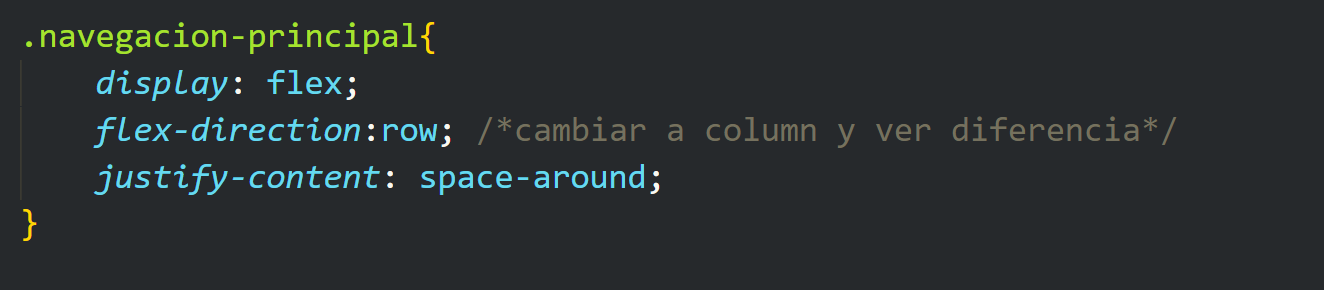 .navegacion-principal{
    display: flex;
    flex-direction:row; /*cambiar a column y ver diferencia*/
    justify-content: space-around;
}